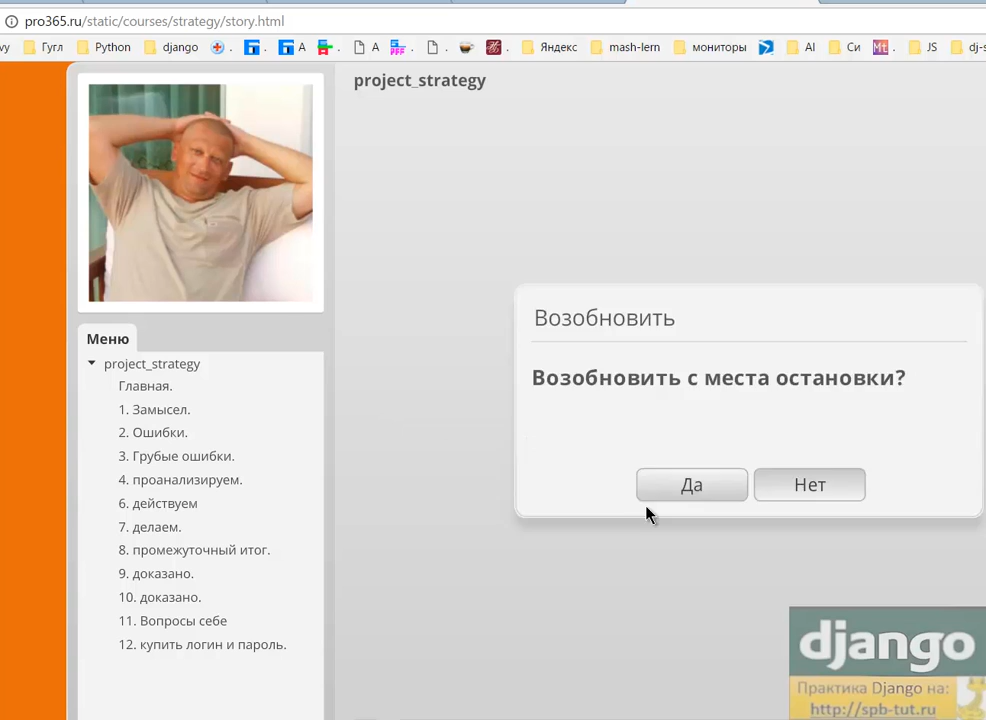 pro365.ru/static/courses/strategy/story.html
vy Гугл Python django . . A . A . . . Яндекс mash-lern мониторы AI Си . JS dj-s
project_strategy
Возобновить
Возобновить с места остановки?
Да Нет
Меню
project_strategy
Главная.
1. Замысел.
2. Ошибки.
3. Грубые ошибки.
4. проанализируем.
6. действуем
7. делаем.
8. промежуточный итог.
9. доказано.
10. доказано.
11. Вопросы себе
12. купить логин и пароль.
django
Практика Django на:
http://spb-tut.ru